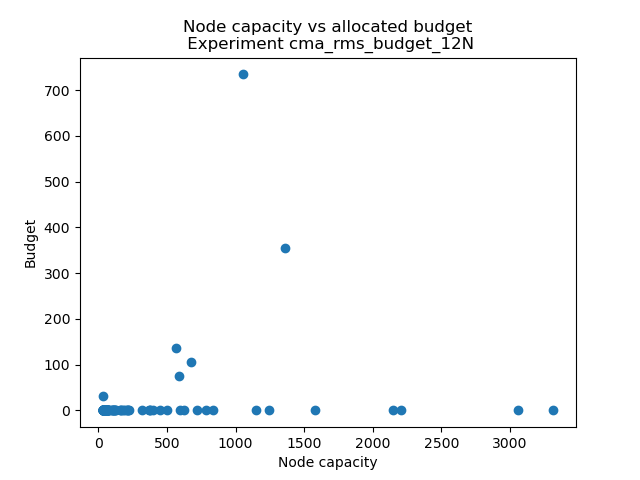 Node capacity vs allocated budget
Experiment cma_rms_budget_12N
700
600
500
400
300
200
100
0
Budget
0 500 1000 1500 2000 2500 3000
Node capacity